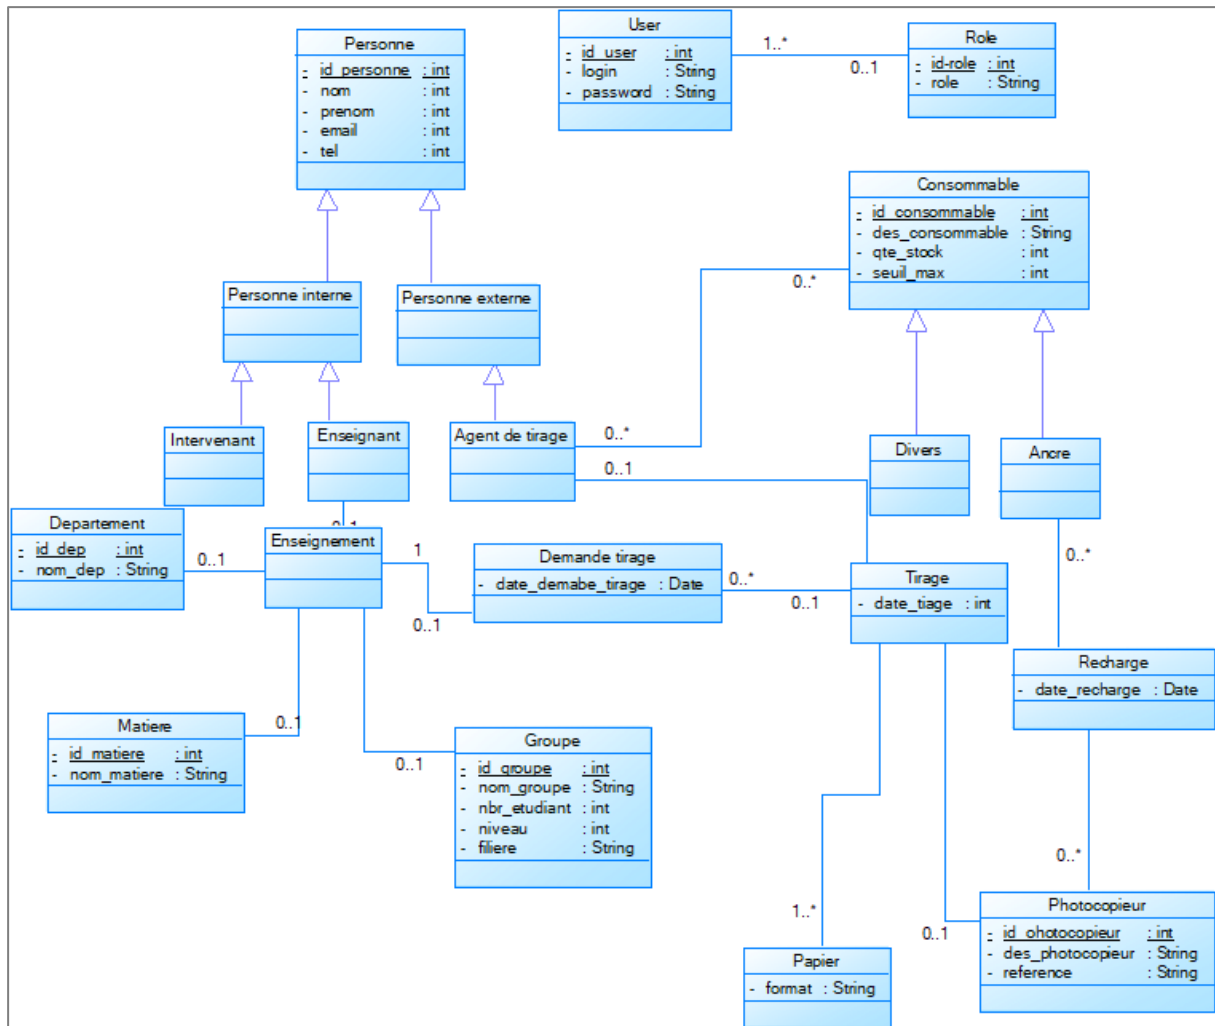 User
- id_user : int
- login : String
- password : String
1..*
0..1
Role
- id-role : int
- role : String
Personne
- id_personne : int
- nom : int
- prenom : int
- email : int
- tel : int
Consommable
- id_consommable : int
- des_consommable : String
- qte_stock : int
- seuil_max : int
0..*
Personne interne
Personne externe
Intervenant
Enseignant
Agent de tirage
0..*
0..1
Divers
Ancre
0..*
Departement
- id_dep : int
- nom_dep : String
0..1
0..1
Enseignement
1
0..1
Demande tirage
- date_demabe_tirage : Date
0..*
0..1
Tirage
- date_tiage : int
Recharge
- date_recharge : Date
0..*
Matiere
- id_matiere : int
- nom_matiere : String
0..1
0..1
Groupe
- id_groupe : int
- nom_groupe : String
- nbr_etudiant : int
- niveau : int
- filiere : String
1..*
0..1
Papier
- format : String
Photocopieur
- id_ohotocopieur : int
- des_photocopieur : String
- reference : String